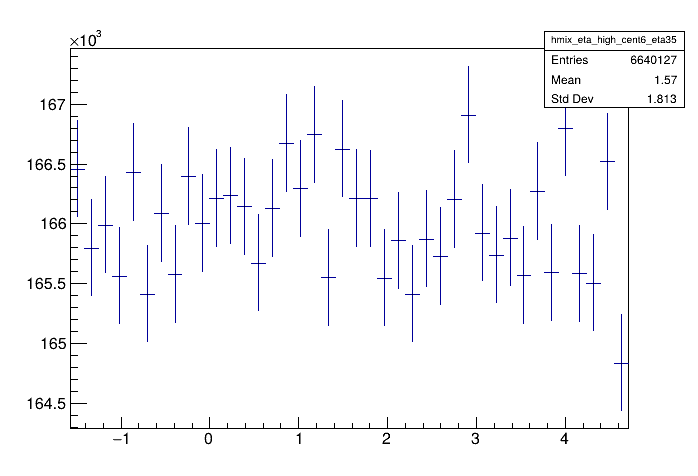 ×10³
hmix_eta_high_cent6_eta35
Entries 6640127
Mean 1.57
Std Dev 1.813
167
166.5
166
165.5
165
164.5
−1 0 1 2 3 4